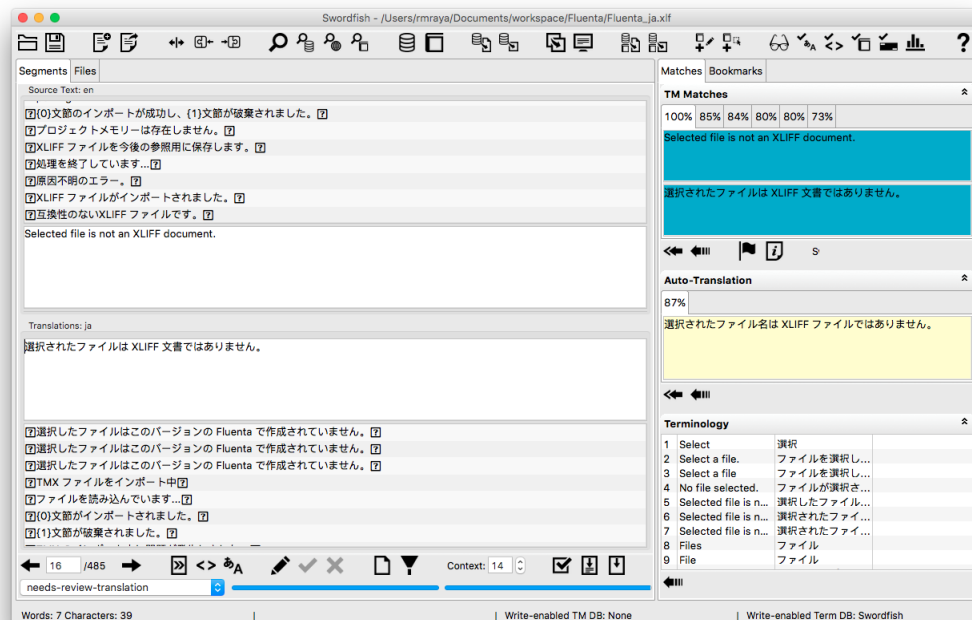 Swordfish - /Users/rmraya/Documents/workspace/Fluenta/Fluenta_ja.xlf
Segments Files
Source Text: en
?{0}文節のインポートが成功し、{1}文節が破棄されました。?
?プロジェクトメモリーは存在しません。?
?XLIFF ファイルを今後の参照用に保存します。?
?処理を終了しています...?
?原因不明のエラー。?
?XLIFF ファイルがインポートされました。?
?互換性のないXLIFF ファイルです。?
Selected file is not an XLIFF document.
Translations: ja
選択されたファイルは XLIFF 文書ではありません。
?選択したファイルはこのバージョンの Fluenta で作成されていません。?
?選択したファイルはこのバージョンの Fluenta で作成されていません。?
?選択したファイルはこのバージョンの Fluenta で作成されていません。?
?TMX ファイルをインポート中?
?ファイルを読み込んでいます...?
?{0}文節がインポートされました。?
?{1}文節が破棄されました。?
16 /485
Context: 14
needs-review-translation
Words: 7 Characters: 39
Matches Bookmarks
TM Matches
100% 85% 84% 80% 80% 73%
Selected file is not an XLIFF document.
選択されたファイルは XLIFF 文書ではありません。
Auto-Translation
87%
選択されたファイル名は XLIFF ファイルではありません。
Terminology
1 Select 選択
2 Select a file. ファイルを選択し...
3 Select a file ファイルを選択し...
4 No file selected. ファイルが選択さ...
5 Selected file is n... 選択したファイル...
6 Selected file is n... 選択されたファイ...
7 Selected file is n... 選択されたファイ...
8 Files ファイル
9 File ファイル
Write-enabled TM DB: None
Write-enabled Term DB: Swordfish